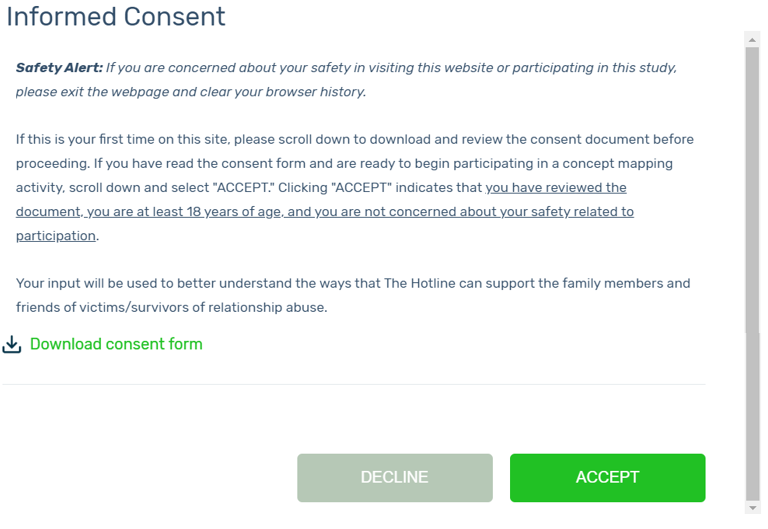 Informed Consent
Safety Alert: If you are concerned about your safety in visiting this website or participating in this study,
please exit the webpage and clear your browser history.
If this is your first time on this site, please scroll down to download and review the consent document before
proceeding. If you have read the consent form and are ready to begin participating in a concept mapping
activity, scroll down and select "ACCEPT." Clicking "ACCEPT" indicates that you have reviewed the
document, you are at least 18 years of age, and you are not concerned about your safety related to
participation.
Your input will be used to better understand the ways that The Hotline can support the family members and
friends of victims/survivors of relationship abuse.
Download consent form
DECLINE
ACCEPT